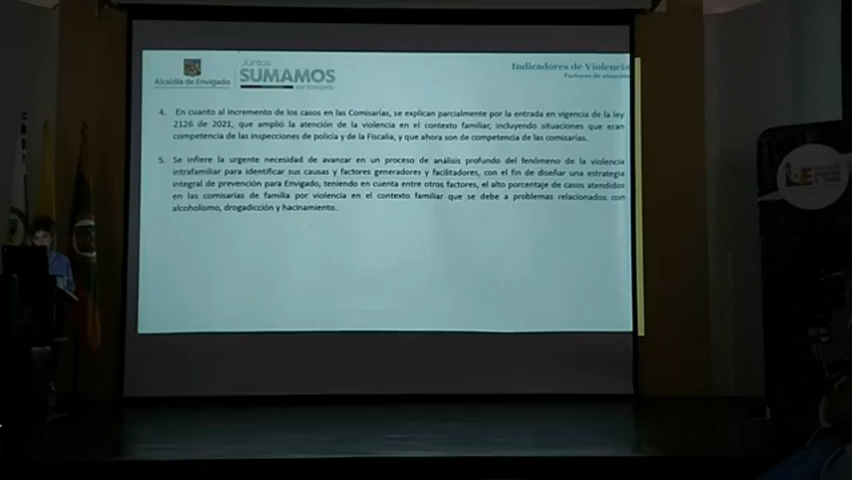 Alcaldía de Envigado
Juntos
SUMAMOS
por Envigado
Indicadores de Violencia
Factores de atención
4. En cuanto al incremento de los casos en las Comisarías, se explican parcialmente por la entrada en vigencia de la ley
2126 de 2021, que amplió la atención de la violencia en el contexto familiar, incluyendo situaciones que eran
competencia de las inspecciones de policía y de la Fiscalía, y que ahora son de competencia de las comisarías.
5. Se infiere la urgente necesidad de avanzar en un proceso de análisis profundo del fenómeno de la violencia
intrafamiliar para identificar sus causas y factores generadores y facilitadores, con el fin de diseñar una estrategia
integral de prevención para Envigado, teniendo en cuenta entre otros factores, el alto porcentaje de casos atendidos
en las comisarías de familia por violencia en el contexto familiar que se debe a problemas relacionados con
alcoholismo, drogadicción y hacinamiento.